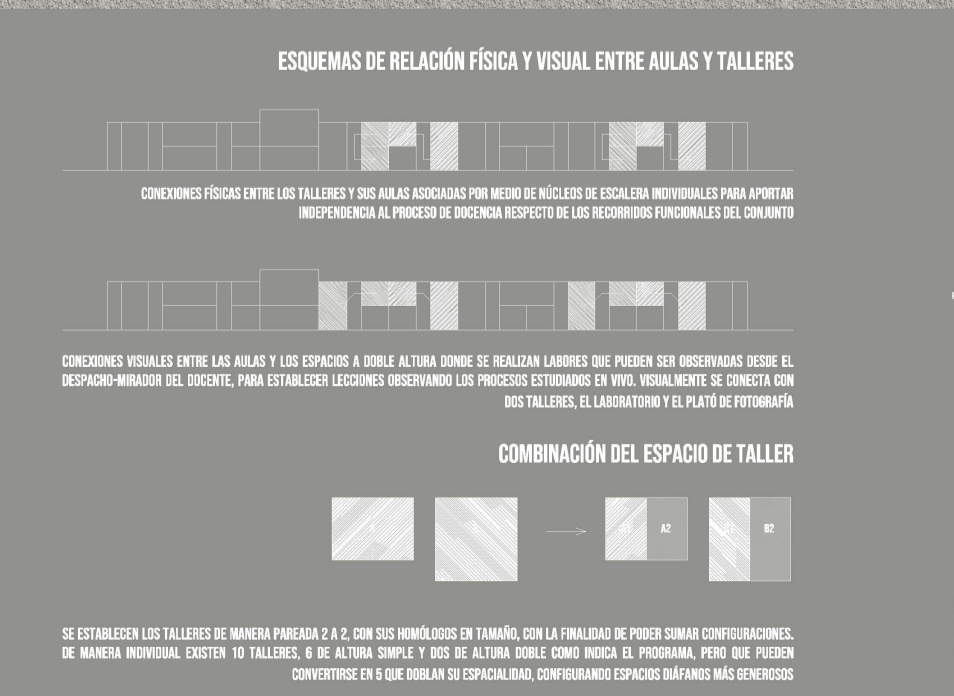 ESQUEMAS DE RELACIÓN FÍSICA Y VISUAL ENTRE AULAS Y TALLERES
CONEXIONES FÍSICAS ENTRE LOS TALLERES Y SUS AULAS ASOCIADAS POR MEDIO DE NÚCLEOS DE ESCALERA INDIVIDUALES PARA APORTAR
INDEPENDENCIA AL PROCESO DE DOCENCIA RESPECTO DE LOS RECORRIDOS FUNCIONALES DEL CONJUNTO
CONEXIONES VISUALES ENTRE LAS AULAS Y LOS ESPACIOS A DOBLE ALTURA DONDE SE REALIZAN LABORES QUE PUEDEN SER OBSERVADAS DESDE EL
DESPACHO-MIRADOR DEL DOCENTE, PARA ESTABLECER LECCIONES OBSERVANDO LOS PROCESOS ESTUDIADOS EN VIVO. VISUALMENTE SE CONECTA CON
DOS TALLERES, EL LABORATORIO Y EL PLATÓ DE FOTOGRAFÍA
COMBINACIÓN DEL ESPACIO DE TALLER
A2 B2
SE ESTABLECEN LOS TALLERES DE MANERA PAREADA 2 A 2, CON SUS HOMÓLOGOS EN TAMAÑO, CON LA FINALIDAD DE PODER SUMAR CONFIGURACIONES.
DE MANERA INDIVIDUAL EXISTEN 10 TALLERES, 6 DE ALTURA SIMPLE Y DOS DE ALTURA DOBLE COMO INDICA EL PROGRAMA, PERO QUE PUEDEN
CONVERTIRSE EN 5 QUE DOBLAN SU ESPACIALIDAD, CONFIGURANDO ESPACIOS DIÁFANOS MÁS GENEROSOS